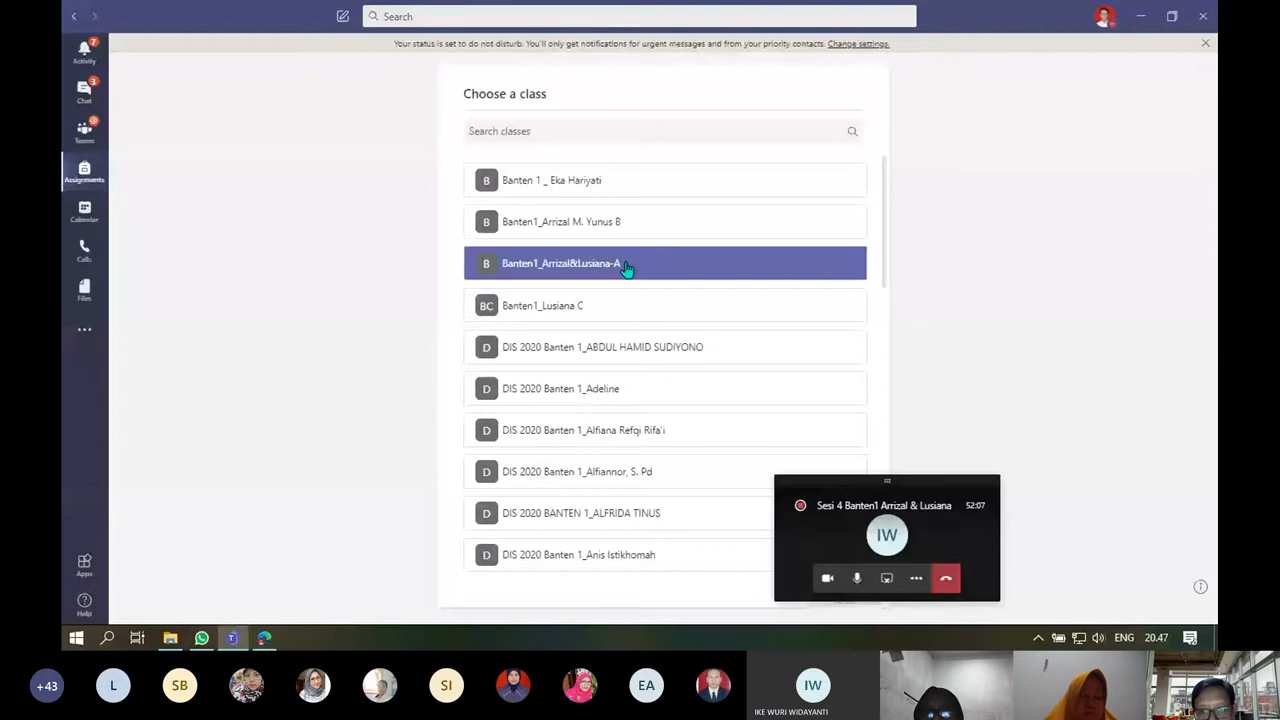 Search
Your status is set to do not disturb. You'll only get notifications for urgent messages and from your priority contacts. Change settings.
7
Activity
3
Chat
Teams
Assignments
Calendar
Calls
Files
Apps
Help
Choose a class
Search classes
B Banten 1 _ Eka Hariyati
B Banten1_Arrizal M. Yunus B
B Banten1_Arrizal&Lusiana-A
BC Banten1_Lusiana C
D DIS 2020 Banten 1_ABDUL HAMID SUDIYONO
D DIS 2020 Banten 1_Adeline
D DIS 2020 Banten 1_Alfiana Refqi Rifa'i
D DIS 2020 Banten 1_Alfiannor, S. Pd
D DIS 2020 BANTEN 1_ALFRIDA TINUS
D DIS 2020 Banten 1_Anis Istikhomah
Sesi 4 Banten1 Arrizal & Lusiana 52:07
IW
ENG 20.47
+43 L SB SI EA IW
IKE WURI WIDAYANTI